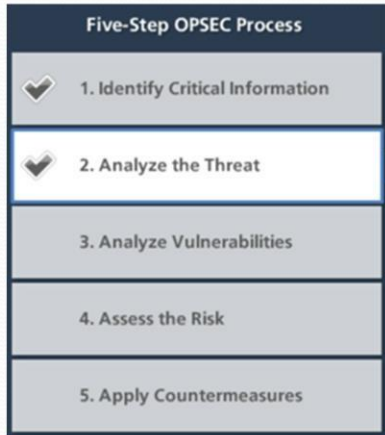 Five-Step OPSEC Process
1. Identify Critical Information
2. Analyze the Threat
3. Analyze Vulnerabilities
4. Assess the Risk
5. Apply Countermeasures